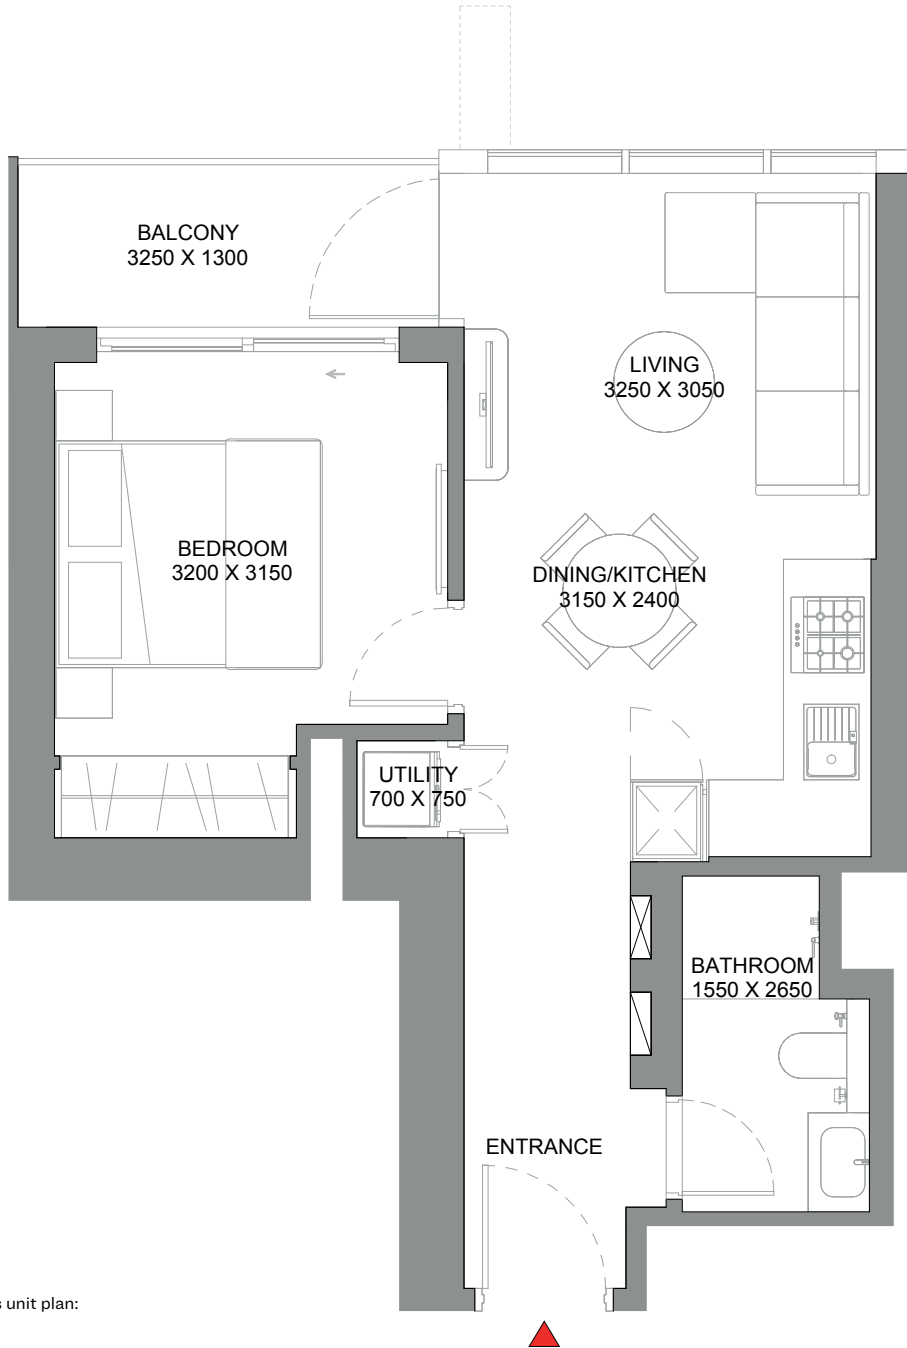 BALCONY
3250 X 1300
LIVING
3250 X 3050
BEDROOM
3200 X 3150
DINING/KITCHEN
3150 X 2400
UTILITY
700 X 750
BATHROOM
1550 X 2650
ENTRANCE
unit plan: